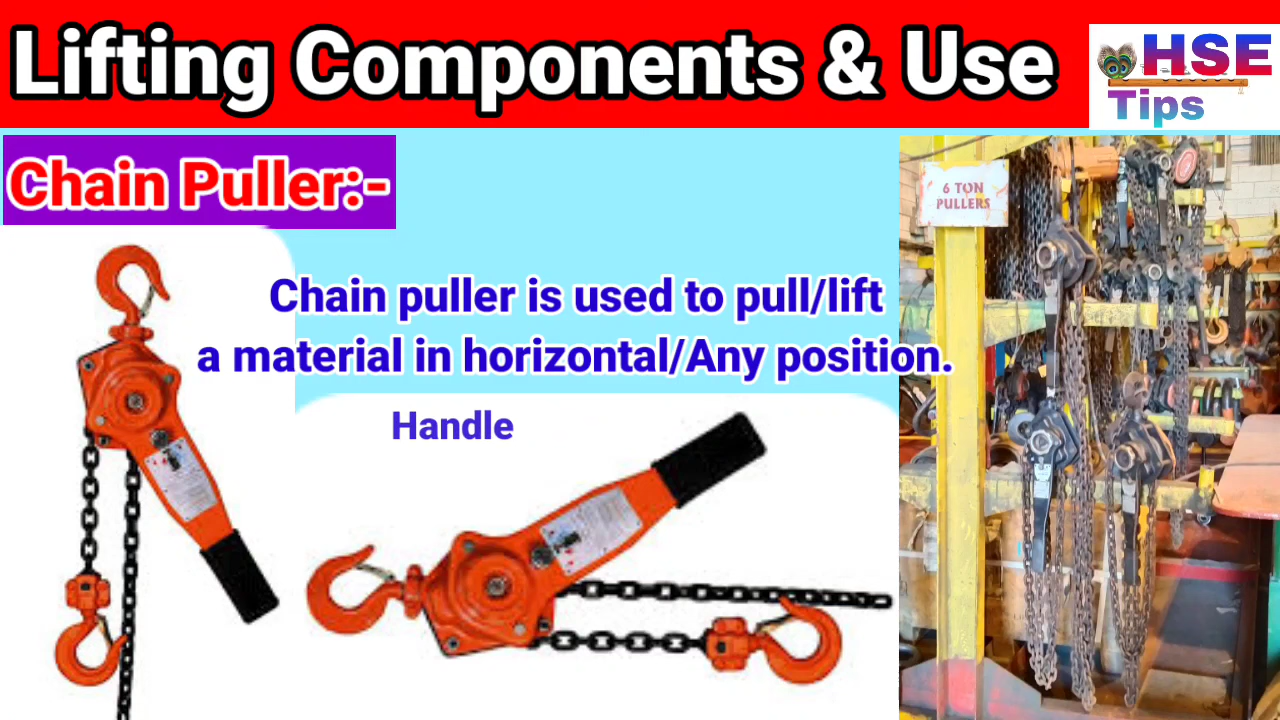 Lifting Components & Use
HSE
Tips
Chain Puller:-
6 TON
PULLERS
Chain puller is used to pull/lift
a material in horizontal/Any position.
Handle